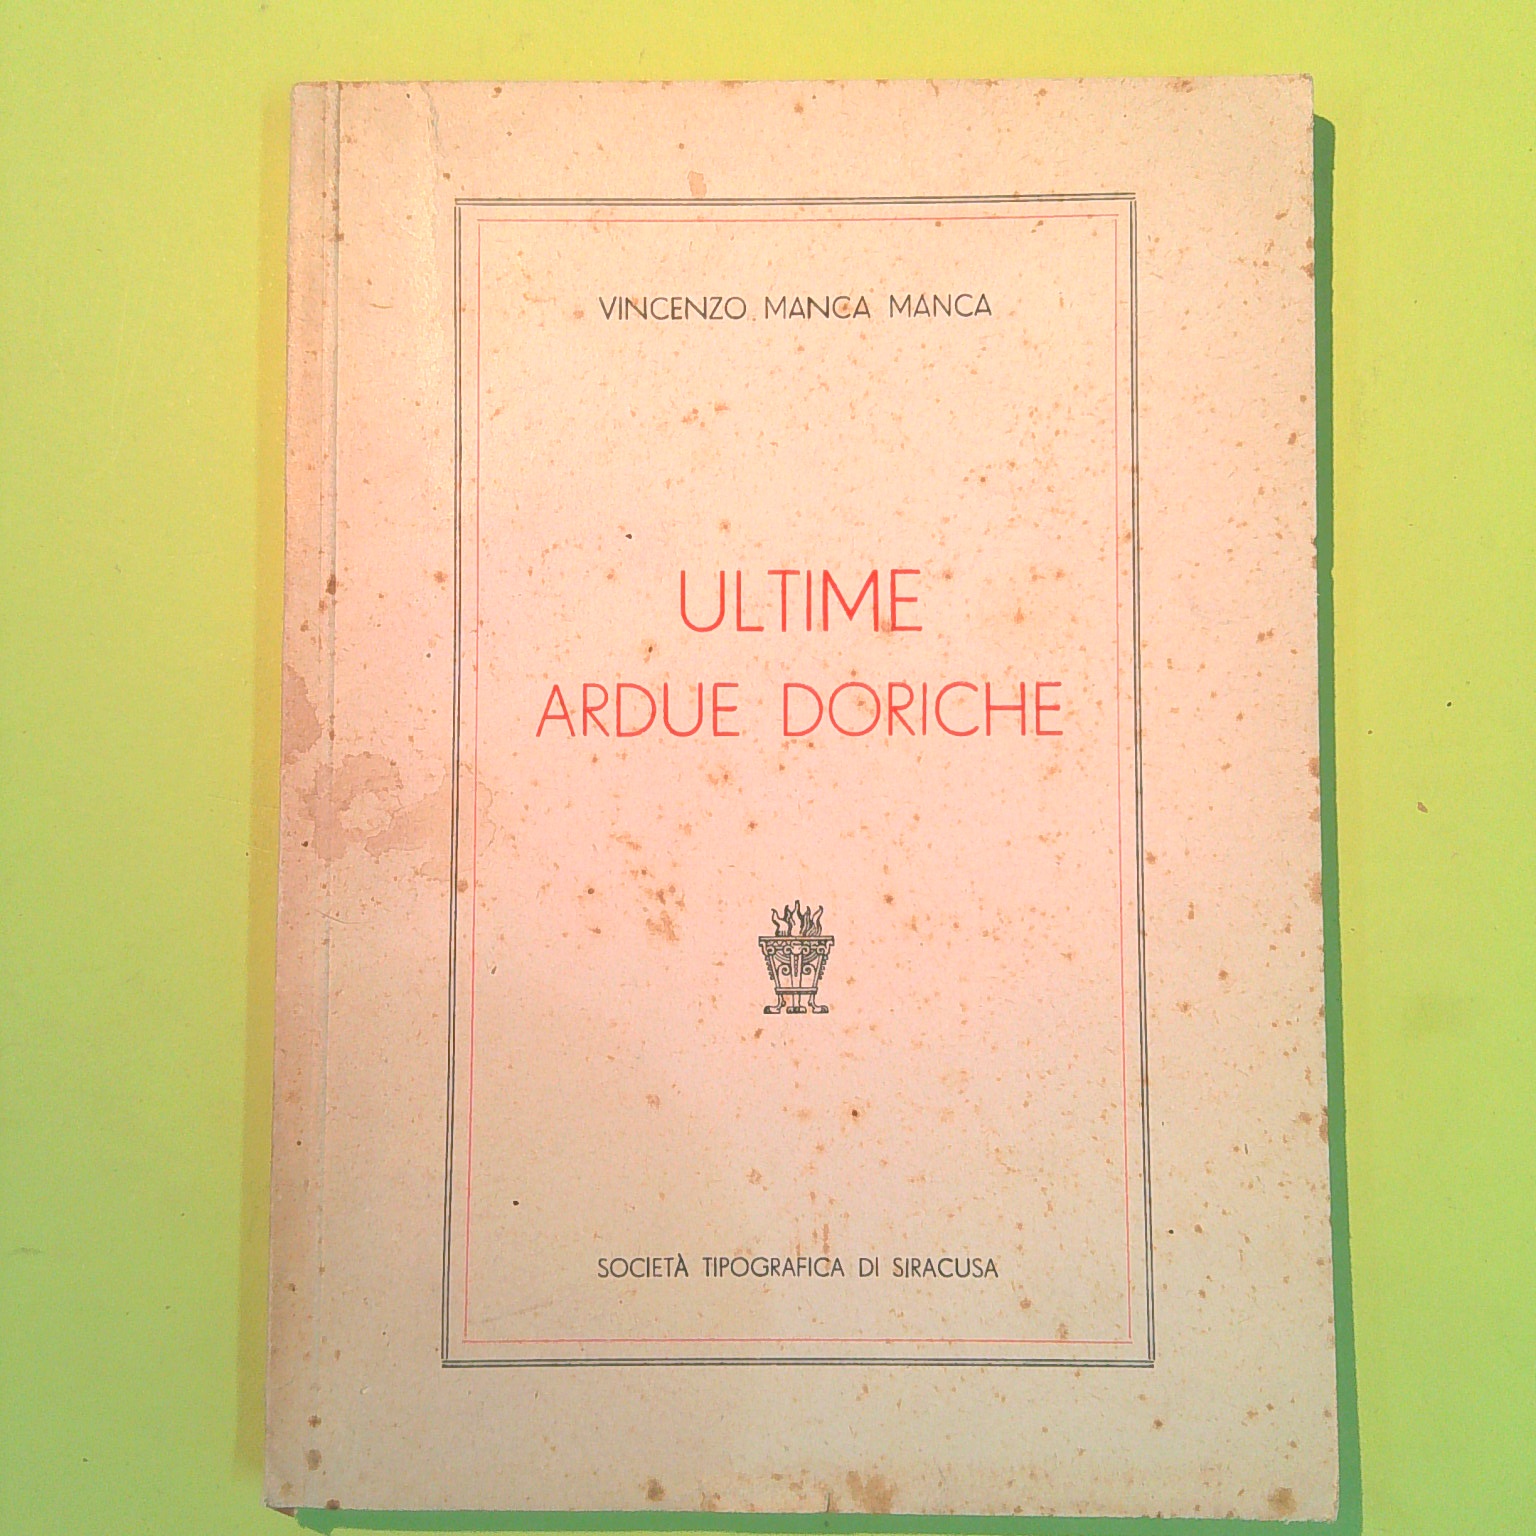 VINCENZO MANCA MANCA
ULTIME
ARDUE DORICHE
SOCIETÀ TIPOGRAFICA DI SIRACUSA